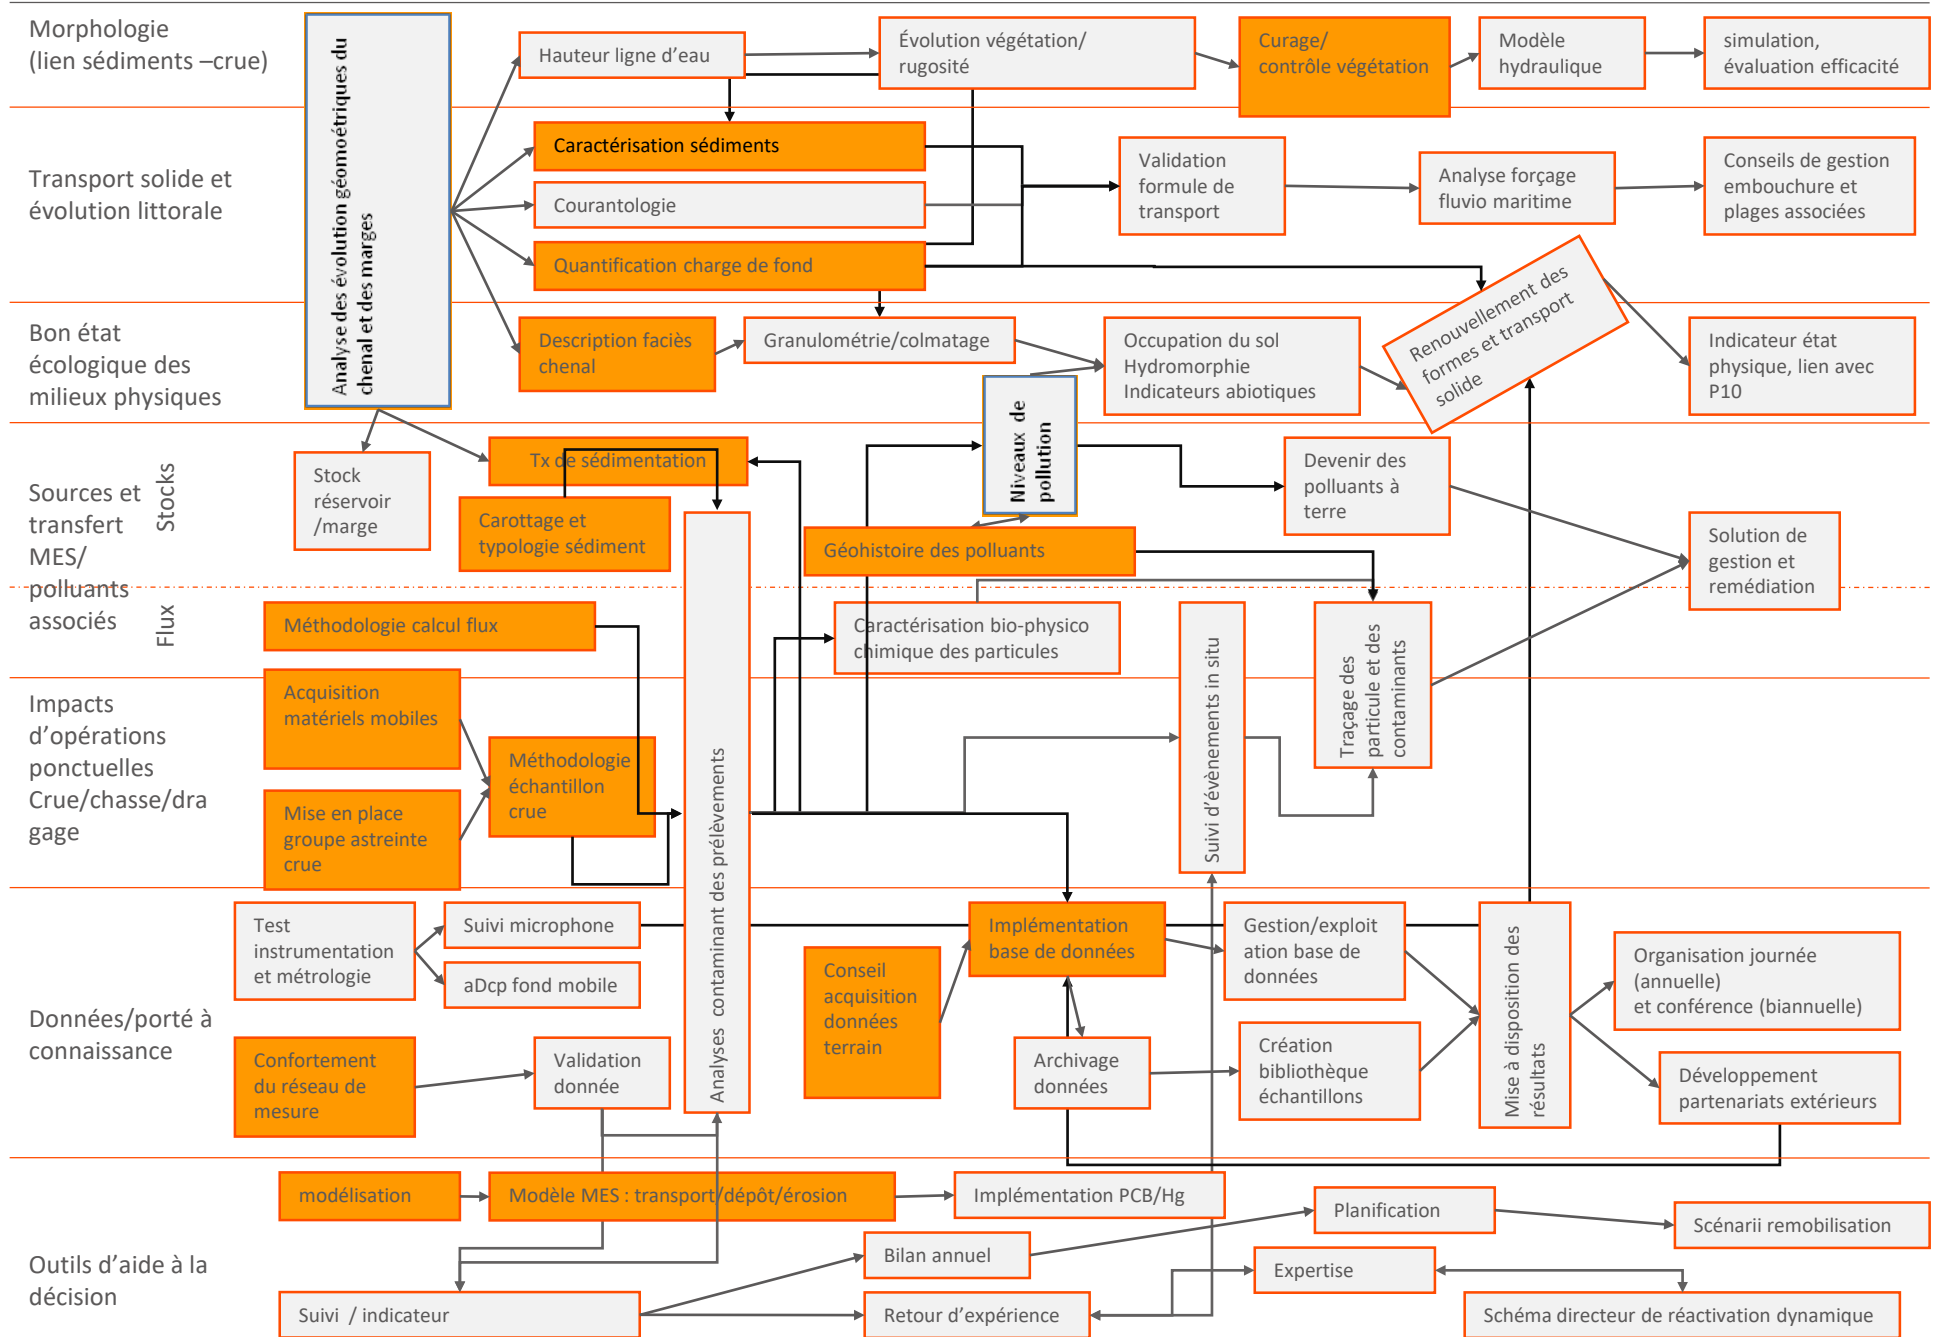 Morphologie
(lien sédiments –crue)
Analyse des évolution géomoétriques du
chenal et des marges
Hauteur ligne d'eau
Évolution végétation/
rugosité
Curage/
contrôle végétation
Modèle
hydraulique
simulation,
évaluation efficacité
Transport solide et
évolution littorale
Caractérisation sédiments
Courantologie
Quantification charge de fond
Validation
formule de
transport
Analyse forçage
fluvio maritime
Conseils de gestion
embouchure et
plages associées
Bon état
écologique des
milieux physiques
Description faciès
chenal
Granulométrie/colmatage
Occupation du sol
Hydromorphie
Indicateurs abiotiques
Renouvellement des
formes et transport
solide
Indicateur état
physique, lien avec
P10
Sources et
transfert
MES/
polluants
associés
Stocks
Flux
Stock
réservoir
/marge
Tx de sédimentation
Carottage et
typologie sédiment
Niveaux de
pollution
Géohistoire des polluants
Devenir des
polluants à
terre
Solution de
gestion et
remédiation
Méthodologie calcul flux
Caractérisation bio-physico
chimique des particules
Suivi d'évènements in situ
Traçage des
particule et des
contaminants
Impacts
d'opérations
ponctuelles
Crue/chasse/dra
gage
Acquisition
matériels mobiles
Mise en place
groupe astreinte
crue
Méthodologie
échantillon
crue
Analyses contaminant des prélèvements
Données/porté à
connaissance
Test
instrumentation
et métrologie
Suivi microphone
aDcp fond mobile
Confortement
du réseau de
mesure
Validation
donnée
Conseil
acquisition
données
terrain
Implémentation
base de données
Archivage
données
Gestion/exploit
ation base de
données
Création
bibliothèque
échantillons
Mise à disposition des
résultats
Organisation journée
(annuelle)
et conférence (biannuelle)
Développement
partenariats extérieurs
Outils d'aide à la
décision
modélisation
Modèle MES : transport/dépôt/érosion
Implémentation PCB/Hg
Planification
Scénarii remobilisation
Bilan annuel
Expertise
Suivi / indicateur
Retour d'expérience
Schéma directeur de réactivation dynamique